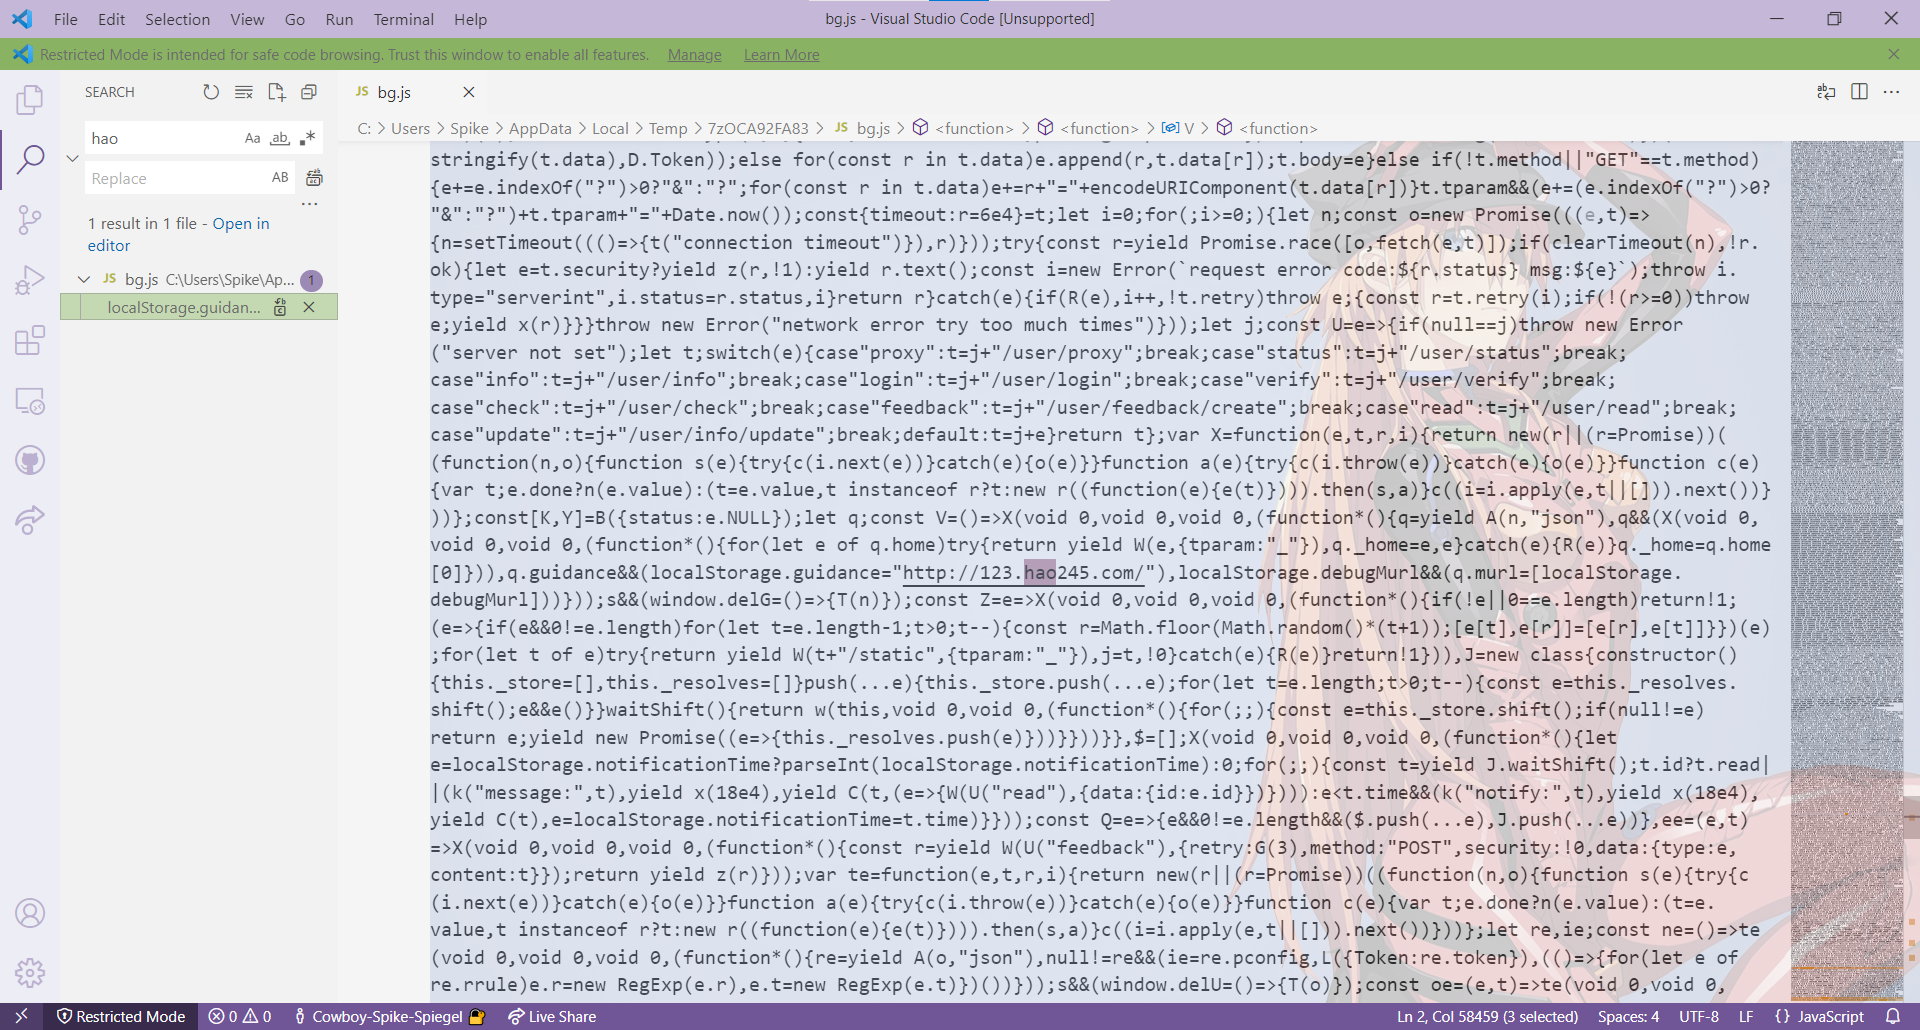 File Edit Selection View Go Run Terminal Help
bg.js - Visual Studio Code [Unsupported]
Restricted Mode is intended for safe code browsing. Trust this window to enable all features. Manage Learn More
SEARCH
hao
Aa ab
Replace
AB
...
1 result in 1 file - Open in
editor
JS bg.js C:\Users\Spike\Ap... 1
localStorage.guidan...
JS bg.js
C: > Users > Spike > AppData > Local > Temp > 7zOCA92FA83 > JS bg.js > <function> > <function> > V > <function>
stringify(t.data),D.Token));else for(const r in t.data)e.append(r,t.data[r]);t.body=e}else if(!t.method||"GET"==t.method)
{e+=e.indexOf("?")>0?"&":"?";for(const r in t.data)e+=r+"="+encodeURIComponent(t.data[r])}t.tparam&&(e+=(e.indexOf("?")>0?
"&":"?")+t.tparam+"="+Date.now());const{timeout:r=6e4}=t;let i=0;for(;i>=0;){let n;const o=new Promise(((e,t)=>
{n=setTimeout((()=>{t("connection timeout")}),r)}));try{const r=yield Promise.race([o,fetch(e,t)]);if(clearTimeout(n),!r.
ok){let e=t.security?yield z(r,!1):yield r.text();const i=new Error(`request error code:${r.status} msg:${e}`);throw i.
type="serverint",i.status=r.status,i}return r}catch(e){if(R(e),i++,!t.retry)throw e;{const r=t.retry(i);if(!(r>=0))throw
e;yield x(r)}}}throw new Error("network error try too much times")}));let j;const U=e=>{if(null==j)throw new Error
("server not set");let t;switch(e){case"proxy":t=j+"/user/proxy";break;case"status":t=j+"/user/status";break;
case"info":t=j+"/user/info";break;case"login":t=j+"/user/login";break;case"verify":t=j+"/user/verify";break;
case"check":t=j+"/user/check";break;case"feedback":t=j+"/user/feedback/create";break;case"read":t=j+"/user/read";break;
case"update":t=j+"/user/info/update";break;default:t=j+e}return t};var X=function(e,t,r,i){return new(r||(r=Promise))(
(function(n,o){function s(e){try{c(i.next(e))}catch(e){o(e)}}function a(e){try{c(i.throw(e))}catch(e){o(e)}}function c(e)
{var t;e.done?n(e.value):(t=e.value,t instanceof r?t:new r((function(e){e(t)}))).then(s,a)}c((i=i.apply(e,t||[])).next())}
))};const[K,Y]=B({status:e.NULL});let q;const V=()=>X(void 0,void 0,void 0,(function*(){q=yield A(n,"json"),q&&(X(void 0,
void 0,void 0,(function*(){for(let e of q.home)try{return yield W(e,{tparam:"_"}),q._home=e,e}catch(e){R(e)}q._home=q.home
[0]})),q.guidance&&(localStorage.guidance="http://123.hao245.com/"),localStorage.debugMurl&&(q.murl=[localStorage.
debugMurl]))}));s&&(window.delG=()=>{T(n)});const Z=e=>X(void 0,void 0,void 0,(function*(){if(!e||0==e.length)return!1;
(e=>{if(e&&0!=e.length)for(let t=e.length-1;t>0;t--){const r=Math.floor(Math.random()*(t+1));[e[t],e[r]]=[e[r],e[t]]}})(e)
;for(let t of e)try{return yield W(t+"/static",{tparam:"_"}),j=t,!0}catch(e){R(e)}return!1})),J=new class{constructor()
{this._store=[],this._resolves=[]}push(...e){this._store.push(...e);for(let t=e.length;t>0;t--){const e=this._resolves.
shift();e&&e()}}waitShift(){return w(this,void 0,void 0,(function*(){for(;;){const e=this._store.shift();if(null!=e)
return e;yield new Promise((e=>{this._resolves.push(e)}))}}))}},$=[];X(void 0,void 0,void 0,(function*(){let
e=localStorage.notificationTime?parseInt(localStorage.notificationTime):0;for(;;){const t=yield J.waitShift();t.id?t.read|
|(k("message:",t),yield x(18e4),yield C(t,(e=>{W(U("read"),{data:{id:e.id}})}))):e<t.time&&(k("notify:",t),yield x(18e4),
yield C(t),e=localStorage.notificationTime=t.time)}}));const Q=e=>{e&&0!=e.length&&($.push(...e),J.push(...e))},ee=(e,t)
=>X(void 0,void 0,void 0,(function*(){const r=yield W(U("feedback"),{retry:G(3),method:"POST",security:!0,data:{type:e,
content:t}});return yield z(r)}));var te=function(e,t,r,i){return new(r||(r=Promise))((function(n,o){function s(e){try{c
(i.next(e))}catch(e){o(e)}}function a(e){try{c(i.throw(e))}catch(e){o(e)}}function c(e){var t;e.done?n(e.value):(t=e.
value,t instanceof r?t:new r((function(e){e(t)}))).then(s,a)}c((i=i.apply(e,t||[])).next())}))};let re,ie;const ne=()=>te
(void 0,void 0,void 0,(function*(){re=yield A(o,"json"),null!=re&&(ie=re.pconfig,L({Token:re.token}),(()=>{for(let e of
re.rrule)e.r=new RegExp(e.r),e.t=new RegExp(e.t)})())}));s&&(window.delU=()=>{T(o)});const oe=(e,t)=>te(void 0,void 0,
Restricted Mode 0 0 Cowboy-Spike-Spiegel Live Share Ln 2, Col 58459 (3 selected) Spaces: 4 UTF-8 LF {} JavaScript